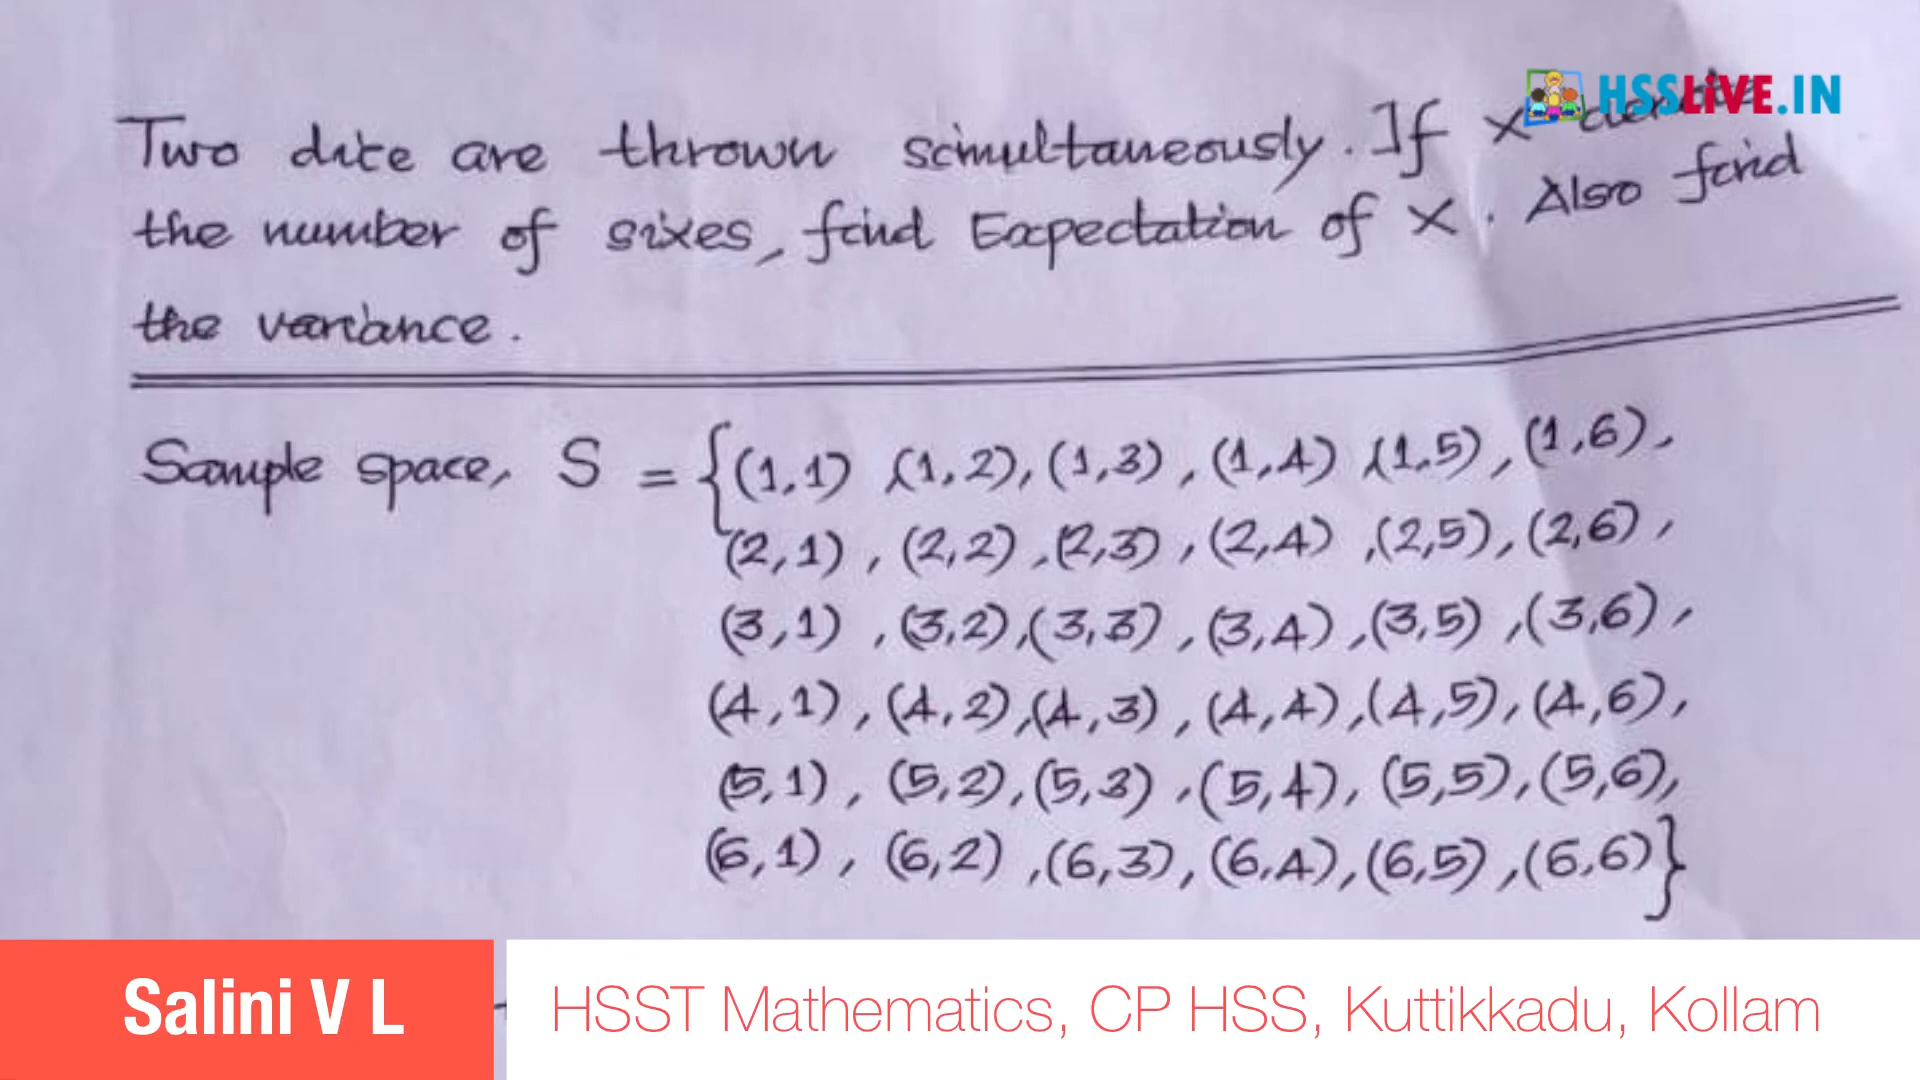 HSSLiVE.IN
Two dice are thrown simultaneously. If X denote
the number of sixes, find Expectation of X. Also find
the variance.
Sample space, S = {(1,1), (1,2), (1,3), (1,4), (1,5), (1,6),
(2,1), (2,2), (2,3), (2,4), (2,5), (2,6),
(3,1), (3,2), (3,3), (3,4), (3,5), (3,6),
(4,1), (4,2), (4,3), (4,4), (4,5), (4,6),
(5,1), (5,2), (5,3), (5,4), (5,5), (5,6),
(6,1), (6,2), (6,3), (6,4), (6,5), (6,6)}
Salini V L
HSST Mathematics, CP HSS, Kuttikkadu, Kollam